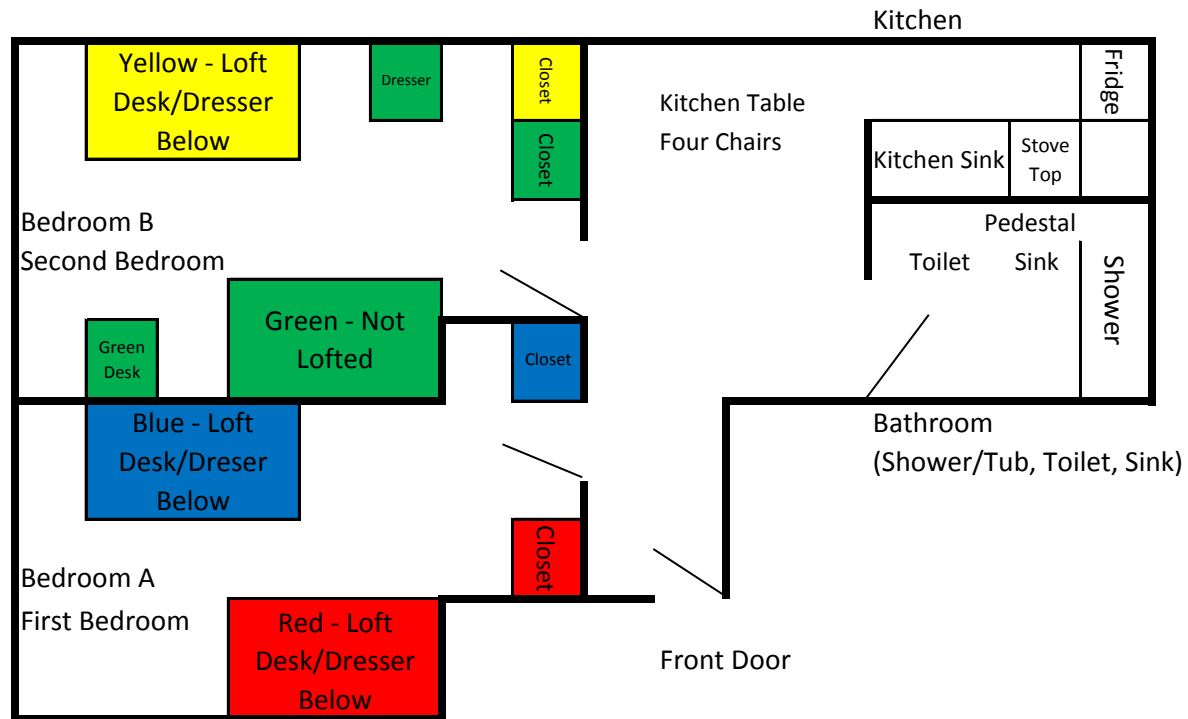 Kitchen
Yellow - Loft
Desk/Dresser
Below
Dresser
Closet
Closet
Kitchen Table
Four Chairs
Fridge
Kitchen Sink
Stove
Top
Bedroom B
Second Bedroom
Pedestal
Toilet
Sink
Shower
Green - Not
Lofted
Green
Desk
Closet
Blue - Loft
Desk/Dreser
Below
Bathroom
(Shower/Tub, Toilet, Sink)
Closet
Bedroom A
First Bedroom
Red - Loft
Desk/Dresser
Below
Front Door